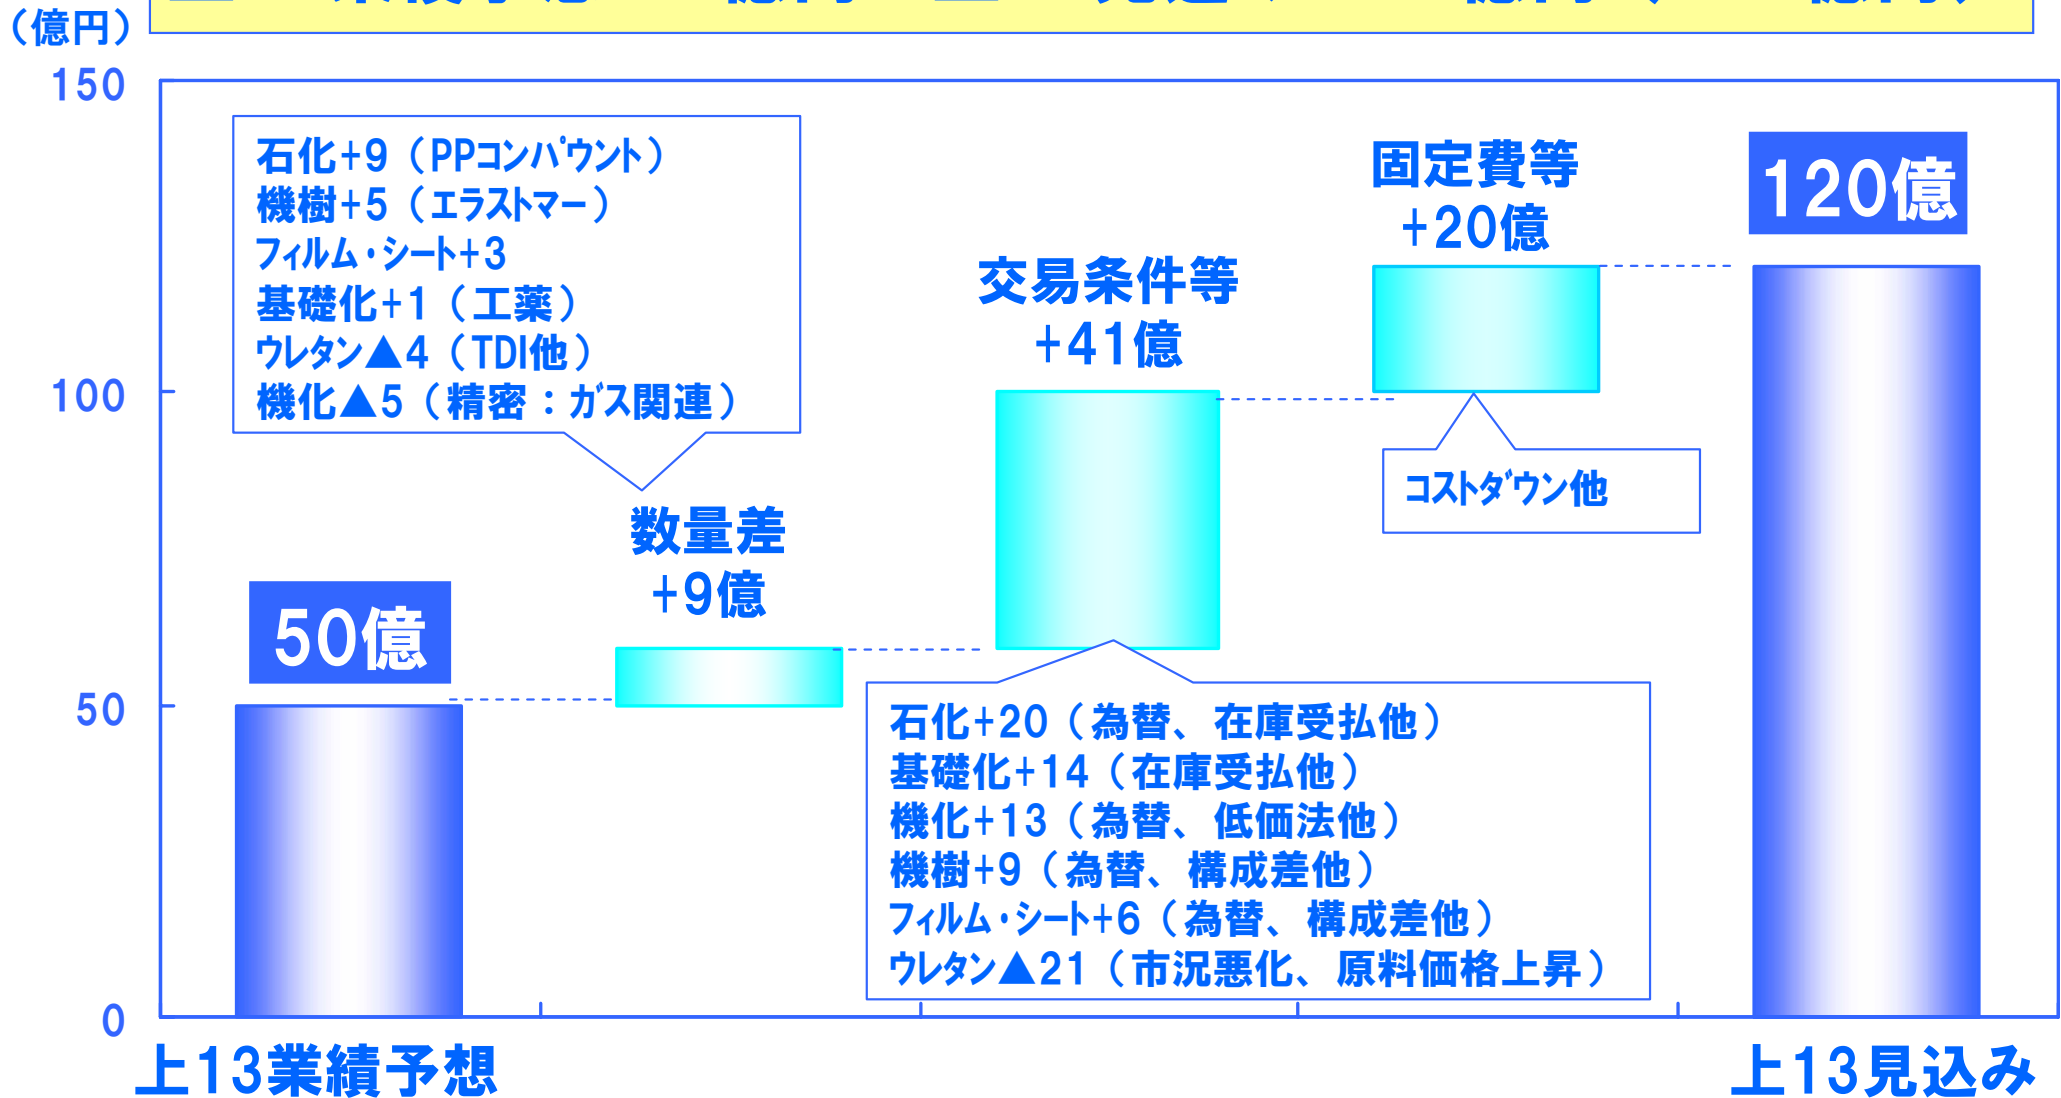 （億円）
150
100
50
0
石化+9（PPコンパウント）
機樹+5（エラストマー）
フィルム・シート+3
基礎化+1（工薬）
ウレタン▲4（TDI他）
機化▲5（精密：ガス関連）
50億
数量差
+9億
交易条件等
+41億
固定費等
+20億
120億
コストダウン他
石化+20（為替、在庫受払他）
基礎化+14（在庫受払他）
機化+13（為替、低価法他）
機樹+9（為替、構成差他）
フィルム・シート+6（為替、構成差他）
ウレタン▲21（市況悪化、原料価格上昇）
上13業績予想
上13見込み